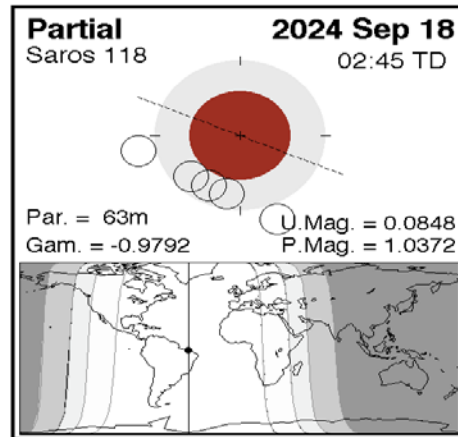 Partial 2024 Sep 18
Saros 118 02:45 TD
Par. = 63m U.Mag. = 0.0848
Gam. = -0.9792 P.Mag. = 1.0372